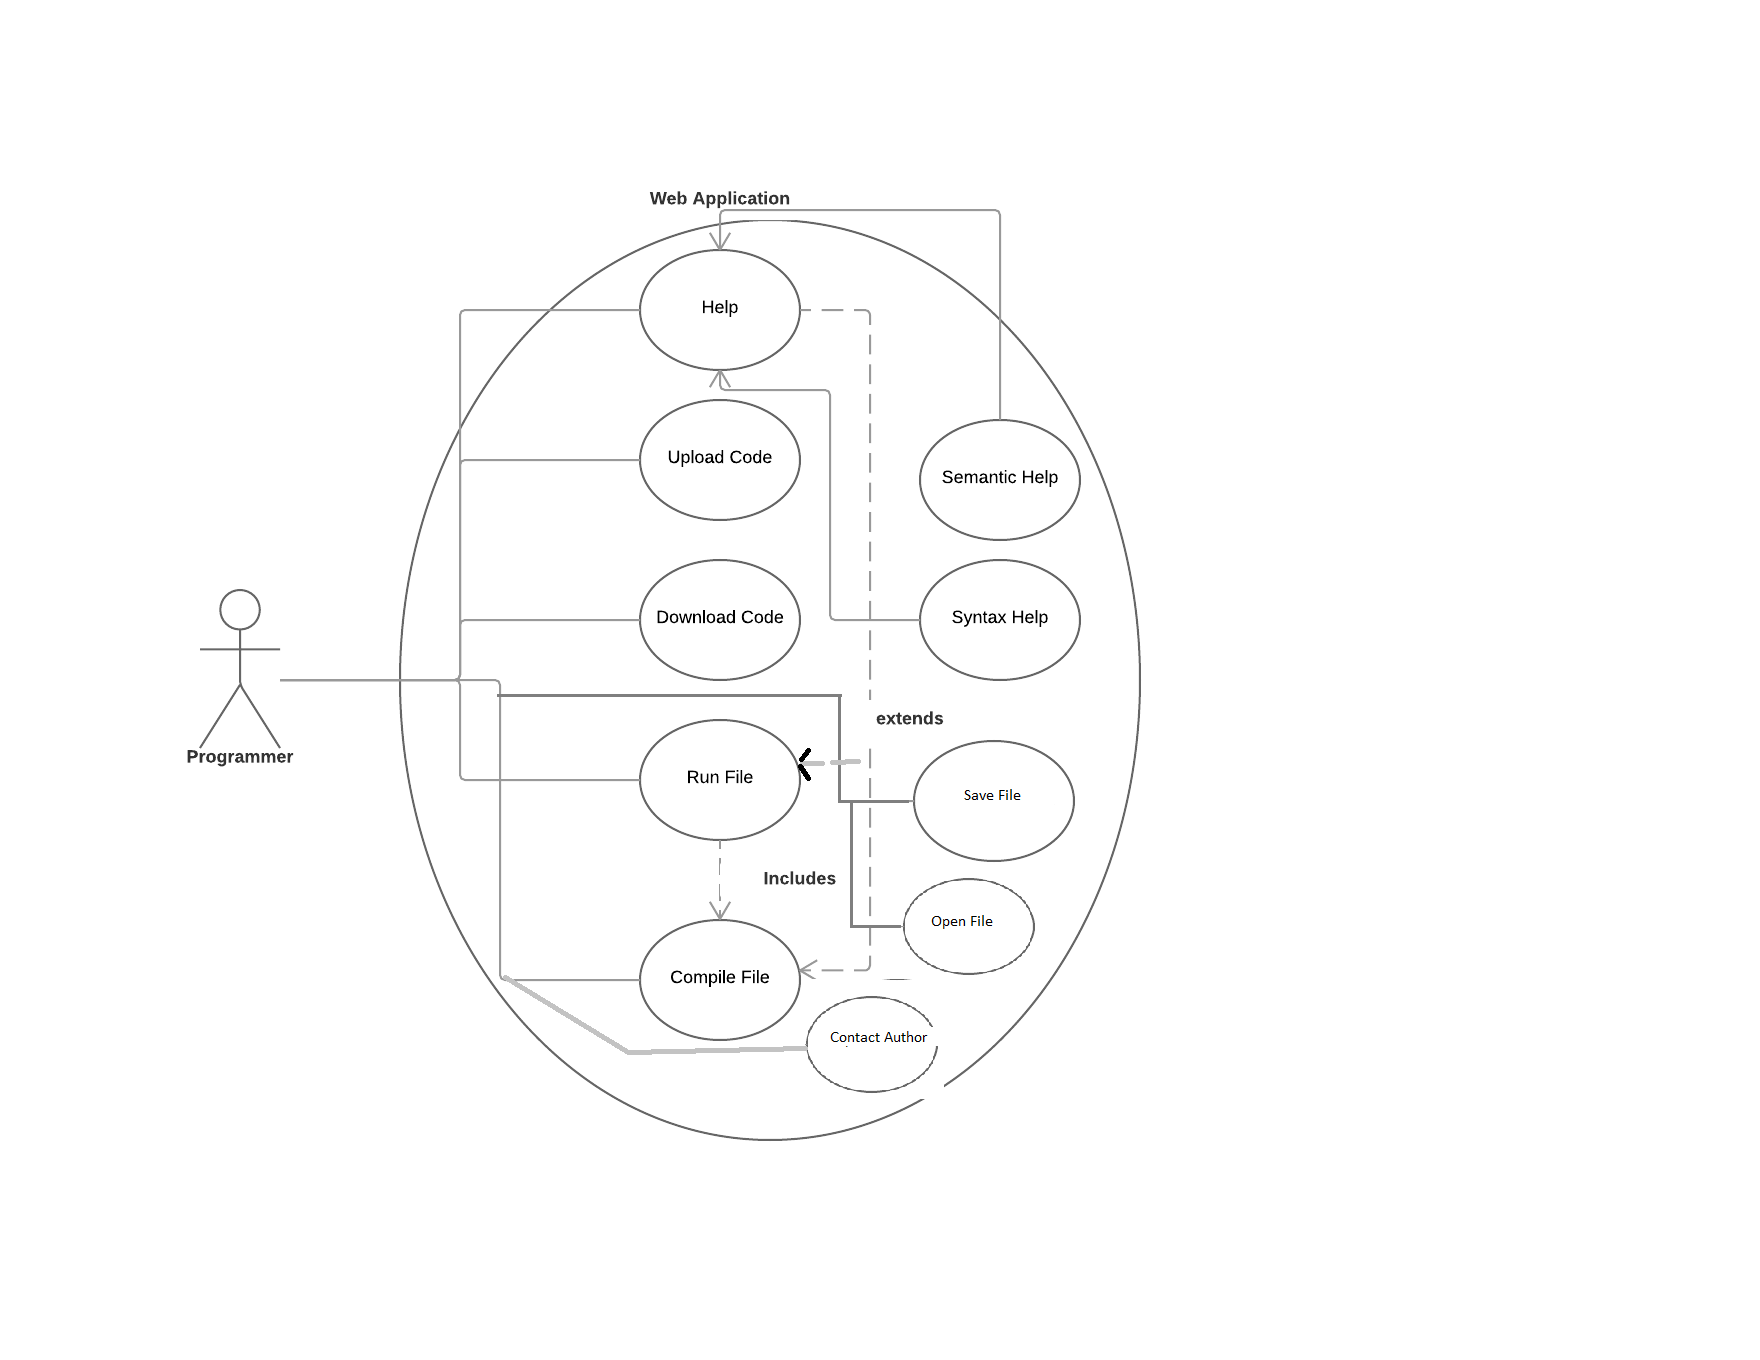 Web Application
Help
Upload Code
Semantic Help
Download Code
Syntax Help
extends
Programmer
Run File
Save File
Includes
Open File
Compile File
Contact Author